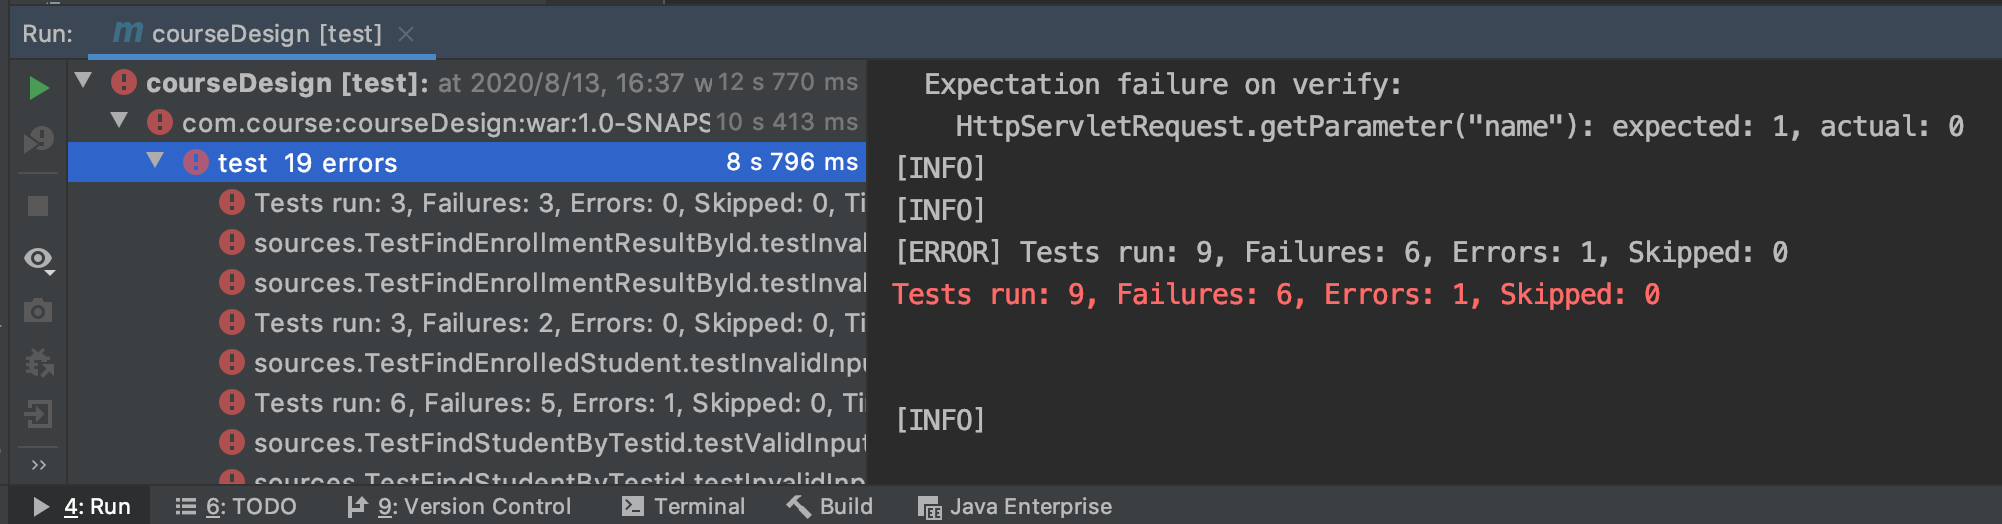 Run: m courseDesign [test] ×
courseDesign [test]: at 2020/8/13, 16:37 w 12 s 770 ms
com.course:courseDesign:war:1.0-SNAPS 10 s 413 ms
test 19 errors 8 s 796 ms
Tests run: 3, Failures: 3, Errors: 0, Skipped: 0, Ti
sources.TestFindEnrollmentResultById.testInval
sources.TestFindEnrollmentResultById.testInval
Tests run: 3, Failures: 2, Errors: 0, Skipped: 0, Ti
sources.TestFindEnrolledStudent.testInvalidInpu
Tests run: 6, Failures: 5, Errors: 1, Skipped: 0, Ti
sources.TestFindStudentByTestid.testValidInput
sources.TestFindStudentByTestid.testInvalidInp
Expectation failure on verify:
HttpServletRequest.getParameter("name"): expected: 1, actual: 0
[INFO]
[INFO]
[ERROR] Tests run: 9, Failures: 6, Errors: 1, Skipped: 0
Tests run: 9, Failures: 6, Errors: 1, Skipped: 0
[INFO]
4: Run 6: TODO 9: Version Control Terminal Build Java Enterprise